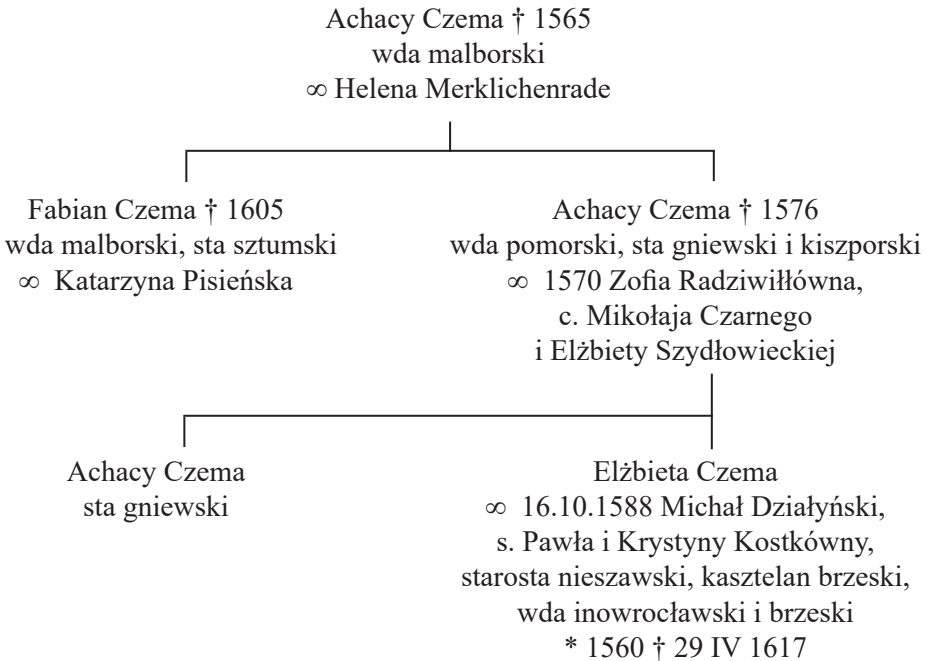 Achacy Czema † 1565
wda malborski
∞ Helena Merklichenrade
Fabian Czema † 1605
wda malborski, sta sztumski
∞ Katarzyna Pisieńska
Achacy Czema † 1576
wda pomorski, sta gniewski i kiszporski
∞ 1570 Zofia Radziwiłłówna,
c. Mikołaja Czarnego
i Elżbiety Szydłowieckiej
Achacy Czema
sta gniewski
Elżbieta Czema
∞ 16.10.1588 Michał Działyński,
s. Pawła i Krystyny Kostkówny,
starosta nieszawski, kasztelan brzeski,
wda inowrocławski i brzeski
* 1560 † 29 IV 1617